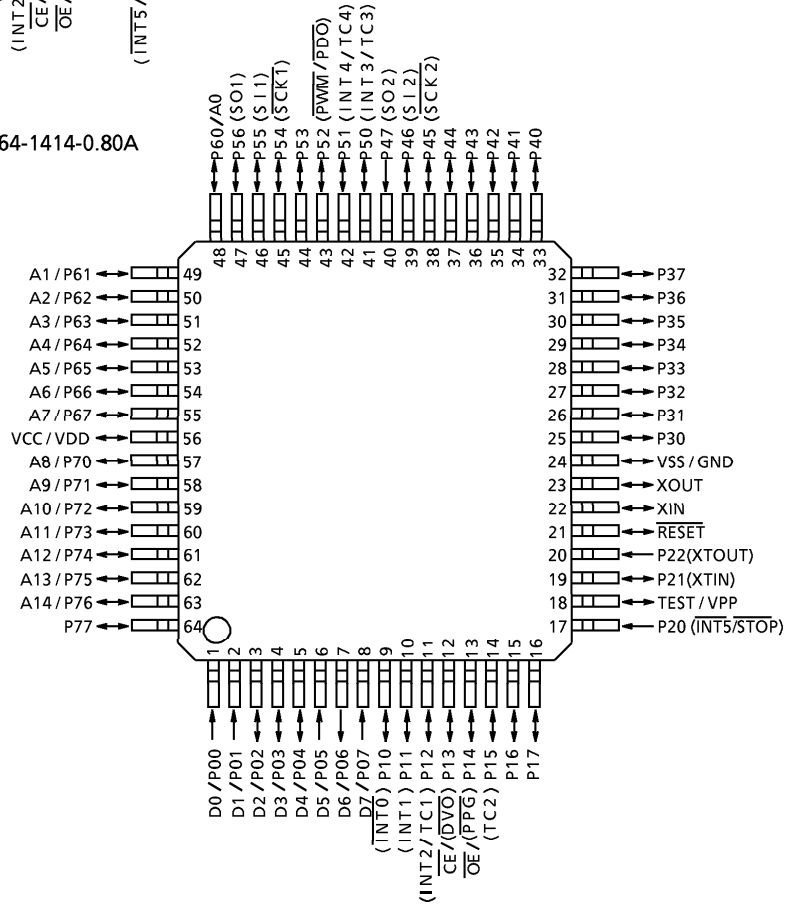 (INT2
CE/
OE/
(INT5/
64-1414-0.80A
P60/A0
P56 (SO1)
P55 (SI1)
P54 (SCK1)
P53
P52 (PWM/PDO)
P51 (INT4/TC4)
P50 (INT3/TC3)
P47 (SO2)
P46 (SI2)
P45 (SCK2)
P44
P43
P42
P41
P40
48
47
46
45
44
43
42
41
40
39
38
37
36
35
34
33
A1/P61 49
A2/P62 50
A3/P63 51
A4/P64 52
A5/P65 53
A6/P66 54
A7/P67 55
VCC/VDD 56
A8/P70 57
A9/P71 58
A10/P72 59
A11/P73 60
A12/P74 61
A13/P75 62
A14/P76 63
P77 64
32 P37
31 P36
30 P35
29 P34
28 P33
27 P32
26 P31
25 P30
24 VSS/GND
23 XOUT
22 XIN
21 RESET
20 P22(XTOUT)
19 P21(XTIN)
18 TEST/VPP
17 P20 (INT5/STOP)
1
2
3
4
5
6
7
8
9
10
11
12
13
14
15
16
D0/P00
D1/P01
D2/P02
D3/P03
D4/P04
D5/P05
D6/P06
D7/P07
(INT0) P10
(INT1) P11
(INT2/TC1) P12
CE/(DVO) P13
OE/(PPG) P14
(TC2) P15
P16
P17